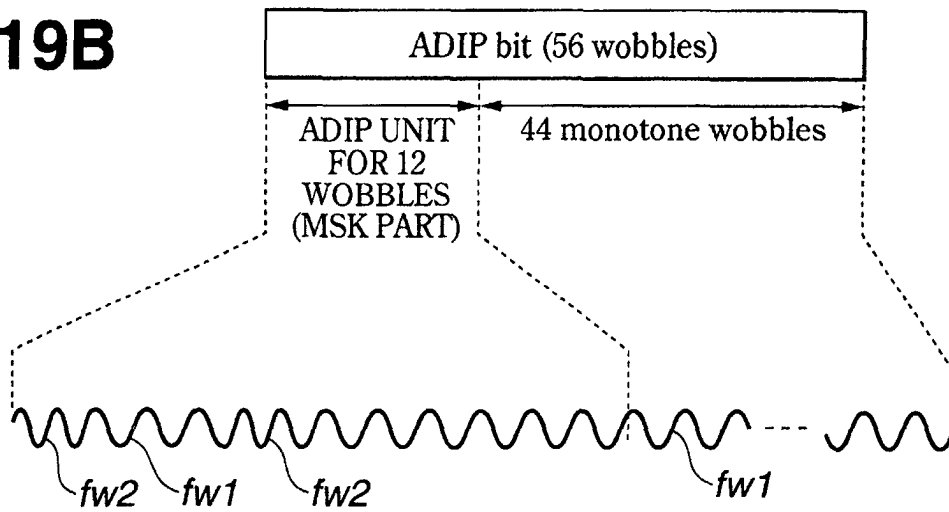 19B
ADIP bit (56 wobbles)
ADIP UNIT
FOR 12
WOBBLES
(MSK PART)
44 monotone wobbles
fw2
fw1
fw2
fw1